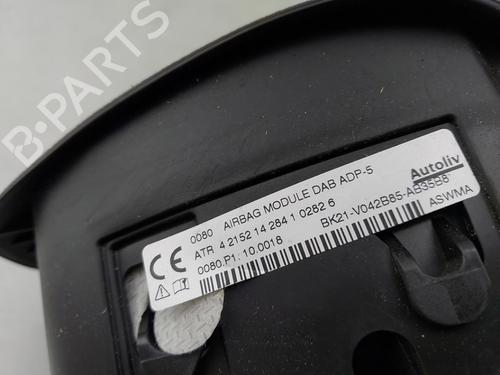 B-PARTS
Autoliv
0080 AIRBAG MODULE DAB ADP-5
ATR 4 2152 14 284 1 0282 6
BK21-V042B85-AG35B8
0080.P1. 10.0018
ASWMA
CE